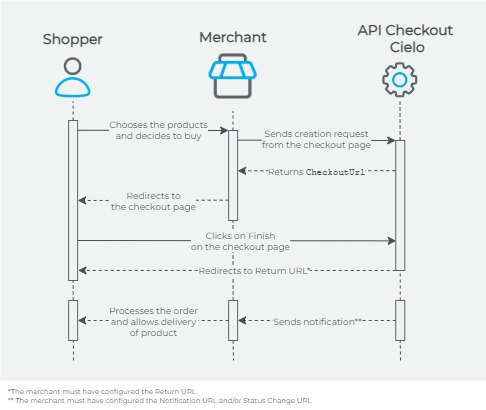 Shopper
Merchant
API Checkout
Cielo
Chooses the products
and decides to buy
Sends creation request
from the checkout page
Returns CheckoutUrl
Redirects to
the checkout page
Clicks on Finish
on the checkout page
Redirects to Return URL*
Processes the order
and allows delivery
of product
Sends notification**
*The merchant must have configured the Return URL.
** The merchant must have configured the Notification URL and/or Status Change URL